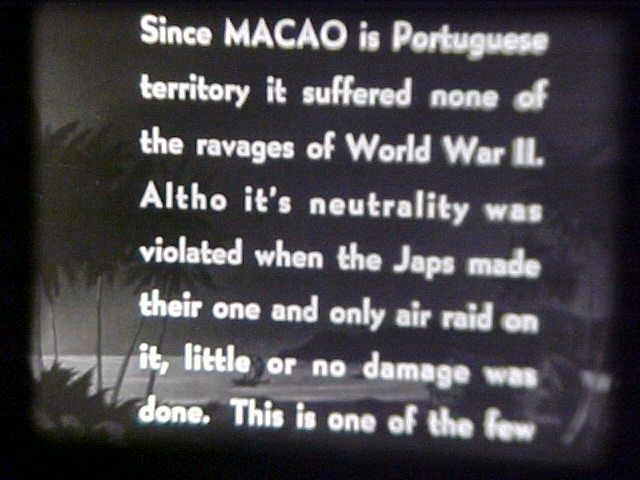 Since MACAO is Portuguese
territory it suffered none of
the ravages of World War II.
Altho it's neutrality was
violated when the Japs made
their one and only air raid on
it, little or no damage was
done. This is one of the few